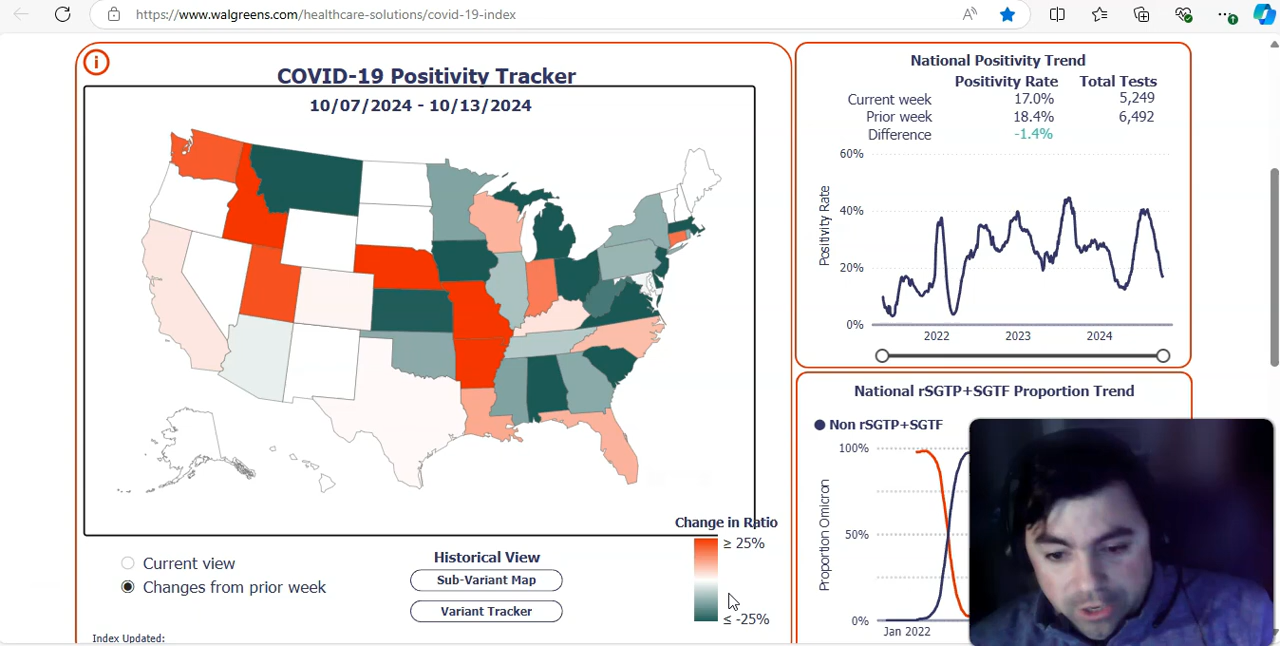 https://www.walgreens.com/healthcare-solutions/covid-19-index
COVID-19 Positivity Tracker
10/07/2024 - 10/13/2024
Change in Ratio
≥ 25%
≤ -25%
Current view
Changes from prior week
Historical View
Sub-Variant Map
Variant Tracker
Index Updated:
National Positivity Trend
Positivity Rate Total Tests
Current week 17.0% 5,249
Prior week 18.4% 6,492
Difference -1.4%
60%
40%
20%
0%
Positivity Rate
2022 2023 2024
National rSGTP+SGTF Proportion Trend
Non rSGTP+SGTF
100%
50%
0%
Proportion Omicron
Jan 2022